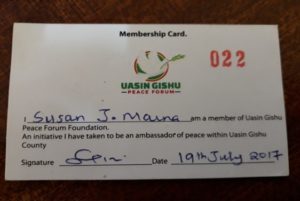 Membership Card.
022
UASIN GISHU
PEACE FORUM
I Susan J. Maina am a member of Uasin Gishu
Peace Forum Foundation.
An initiative I have taken to be an ambassador of peace within Uasin Gishu
County
Signature Date 19th July 2017